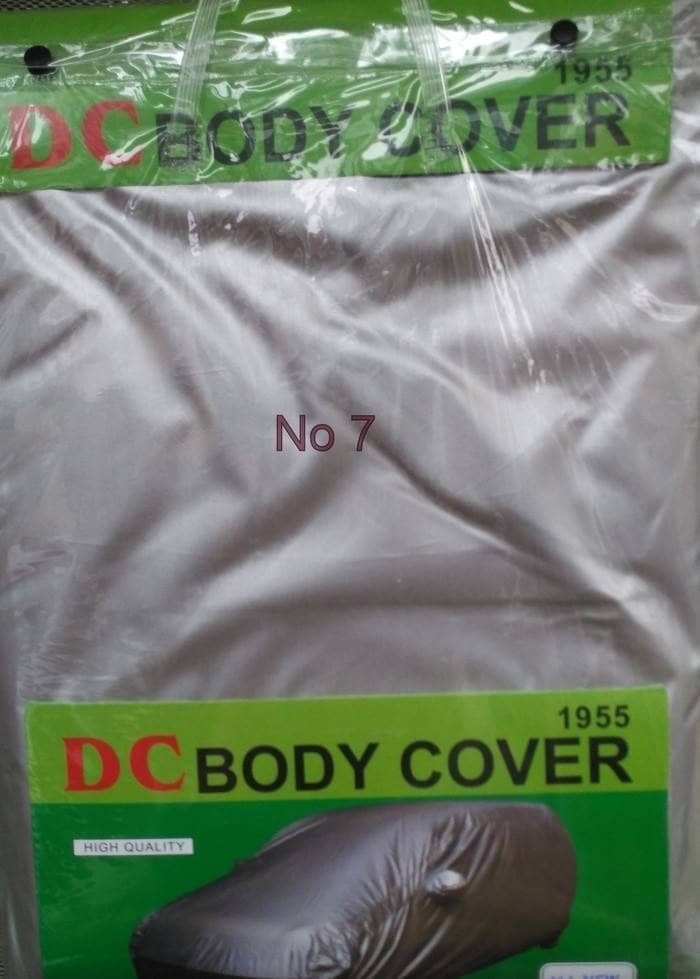 1955
DC BODY COVER
No 7
1955
DC BODY COVER
HIGH QUALITY